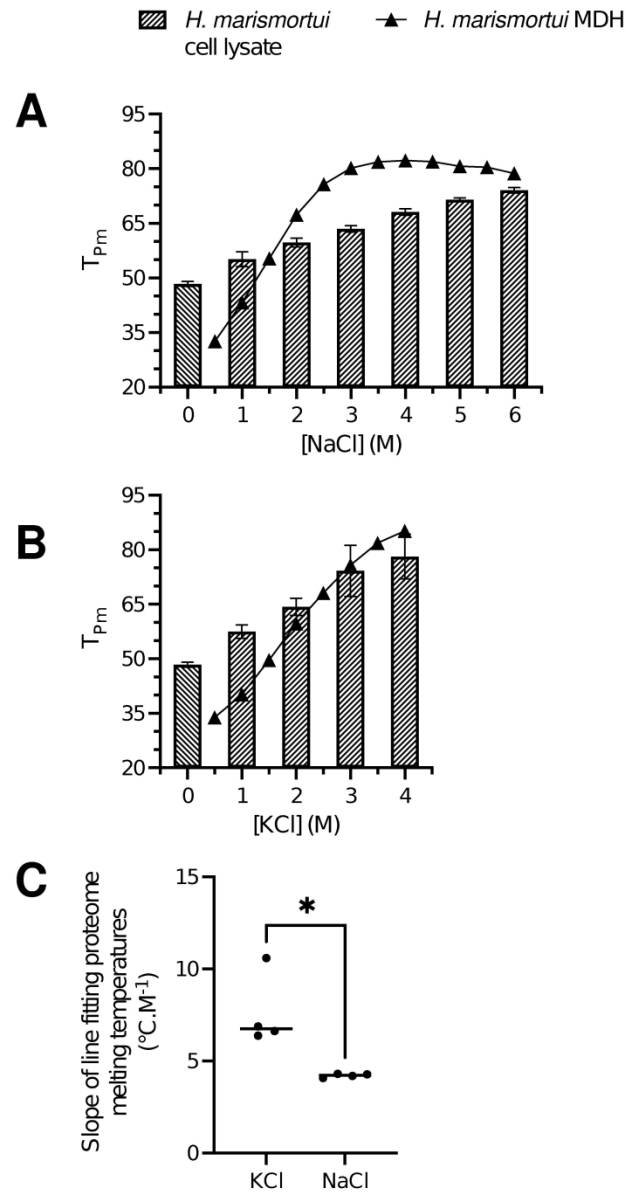 H. marismortui cell lysate
H. marismortui MDH
A
95
80
65
50
35
20
T_Pm
0 1 2 3 4 5 6
[NaCl] (M)
B
95
80
65
50
35
20
T_Pm
0 1 2 3 4
[KCl] (M)
C
Slope of line fitting proteome
melting temperatures
(°C.M⁻¹)
15
10
5
0
*
KCl NaCl